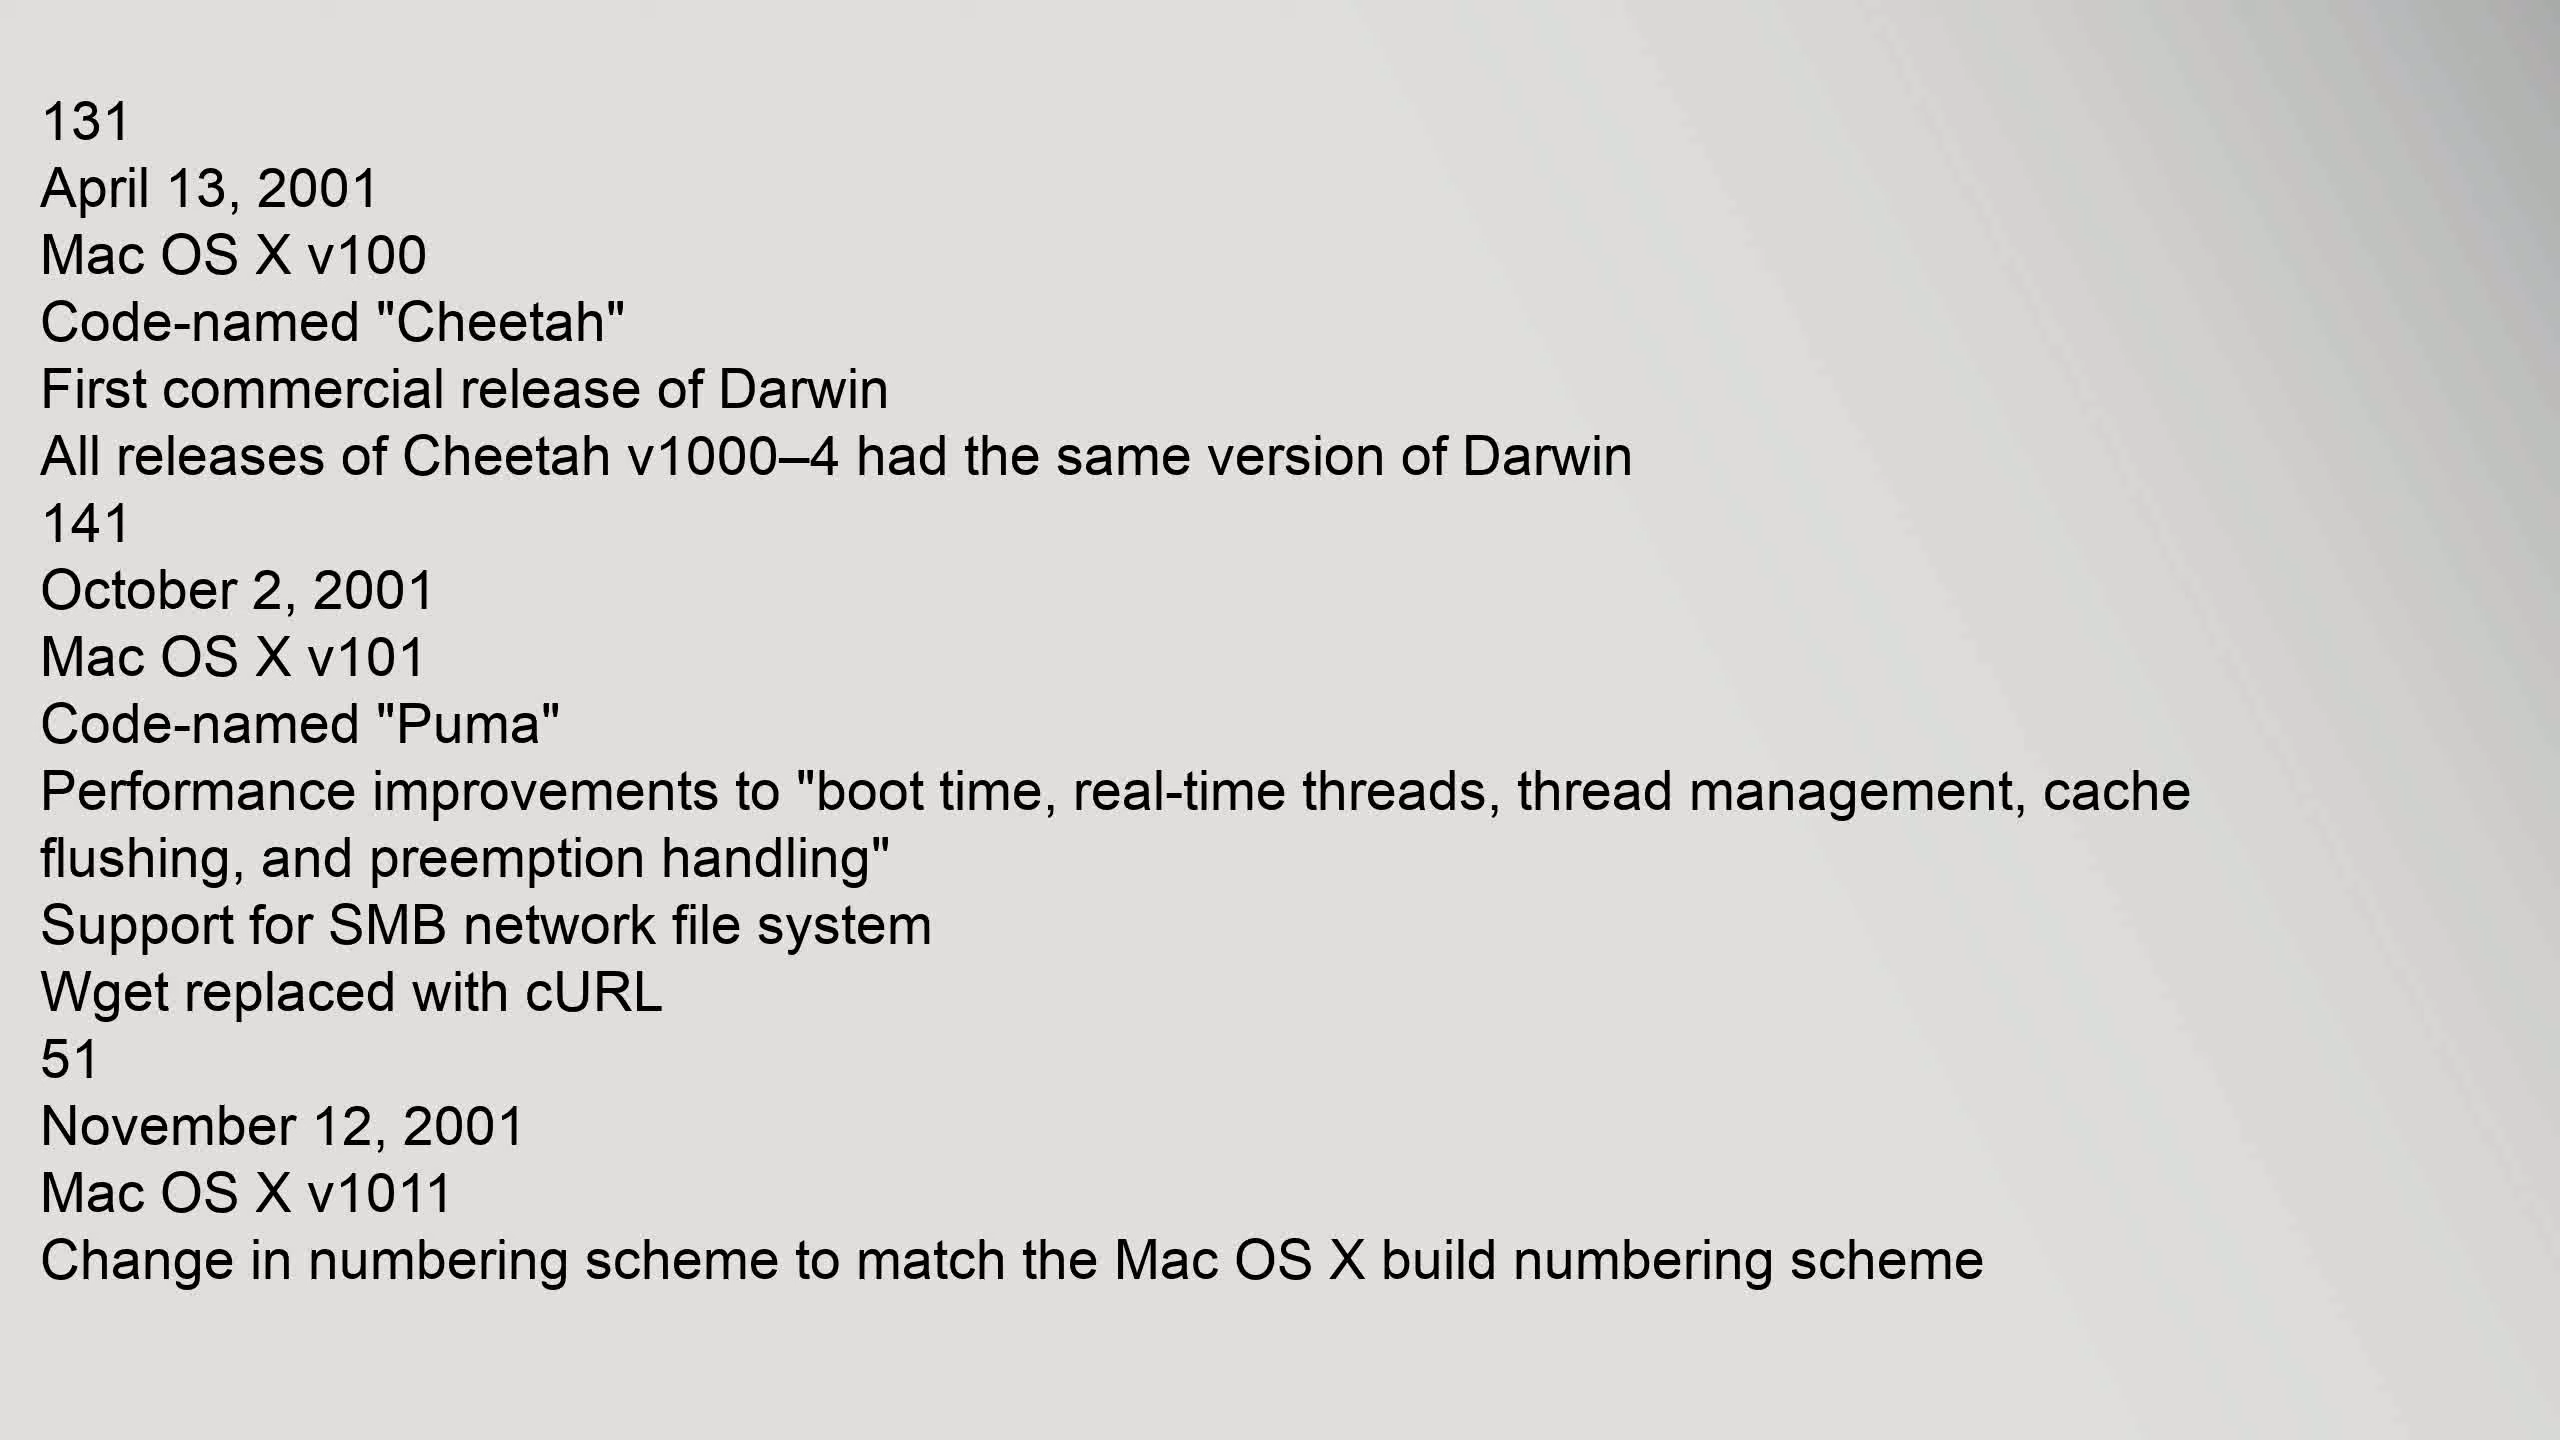 131
April 13, 2001
Mac OS X v100
Code-named "Cheetah"
First commercial release of Darwin
All releases of Cheetah v1000–4 had the same version of Darwin
141
October 2, 2001
Mac OS X v101
Code-named "Puma"
Performance improvements to "boot time, real-time threads, thread management, cache
flushing, and preemption handling"
Support for SMB network file system
Wget replaced with cURL
51
November 12, 2001
Mac OS X v1011
Change in numbering scheme to match the Mac OS X build numbering scheme